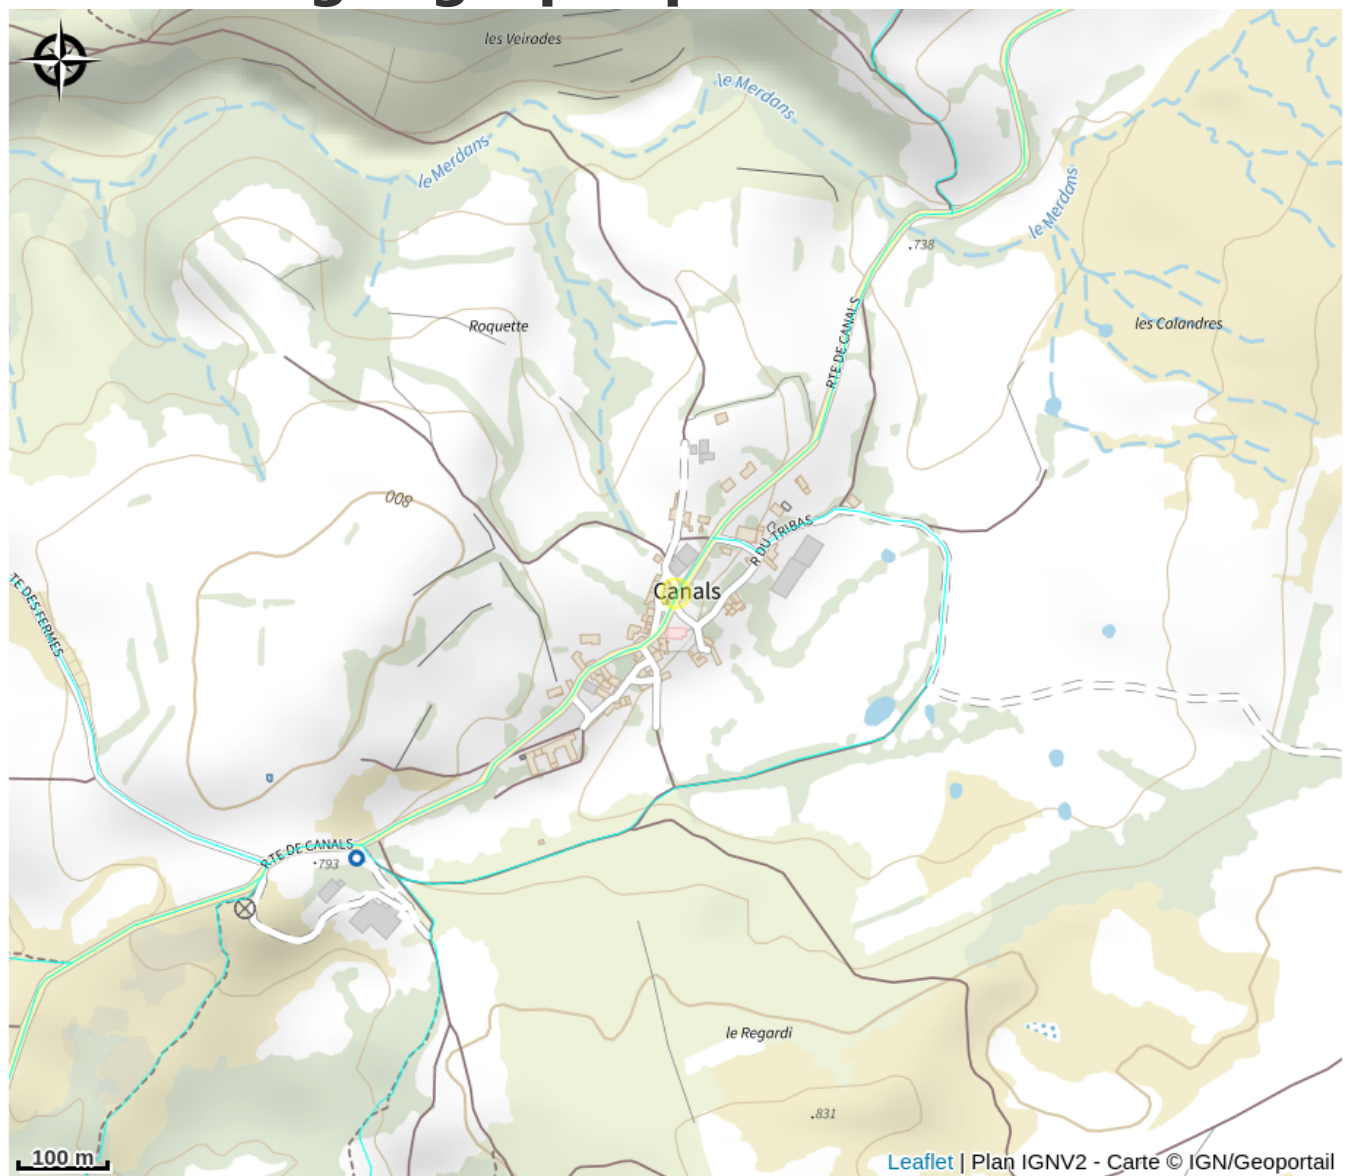 les Veirades
le Merdans
le Merdans
le Merdans
738
RTE DE CANALS
Roquette
les Calandres
800
R DU TRIBAS
Canals
TE DES FERMES
RTE DE CANALS
793
le Regardi
831
100 m
Leaflet | Plan IGNV2 - Carte © IGN/Geoportail